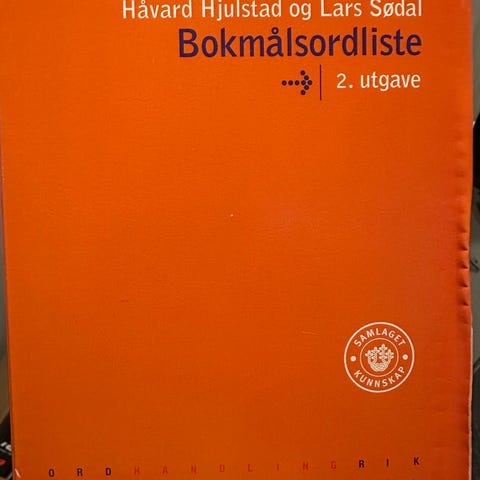 Håvard Hjulstad og Lars Sødal
Bokmålsordliste
2. utgave
SAMLAGET
KUNNSKAP
ORDHANDLINGRIK